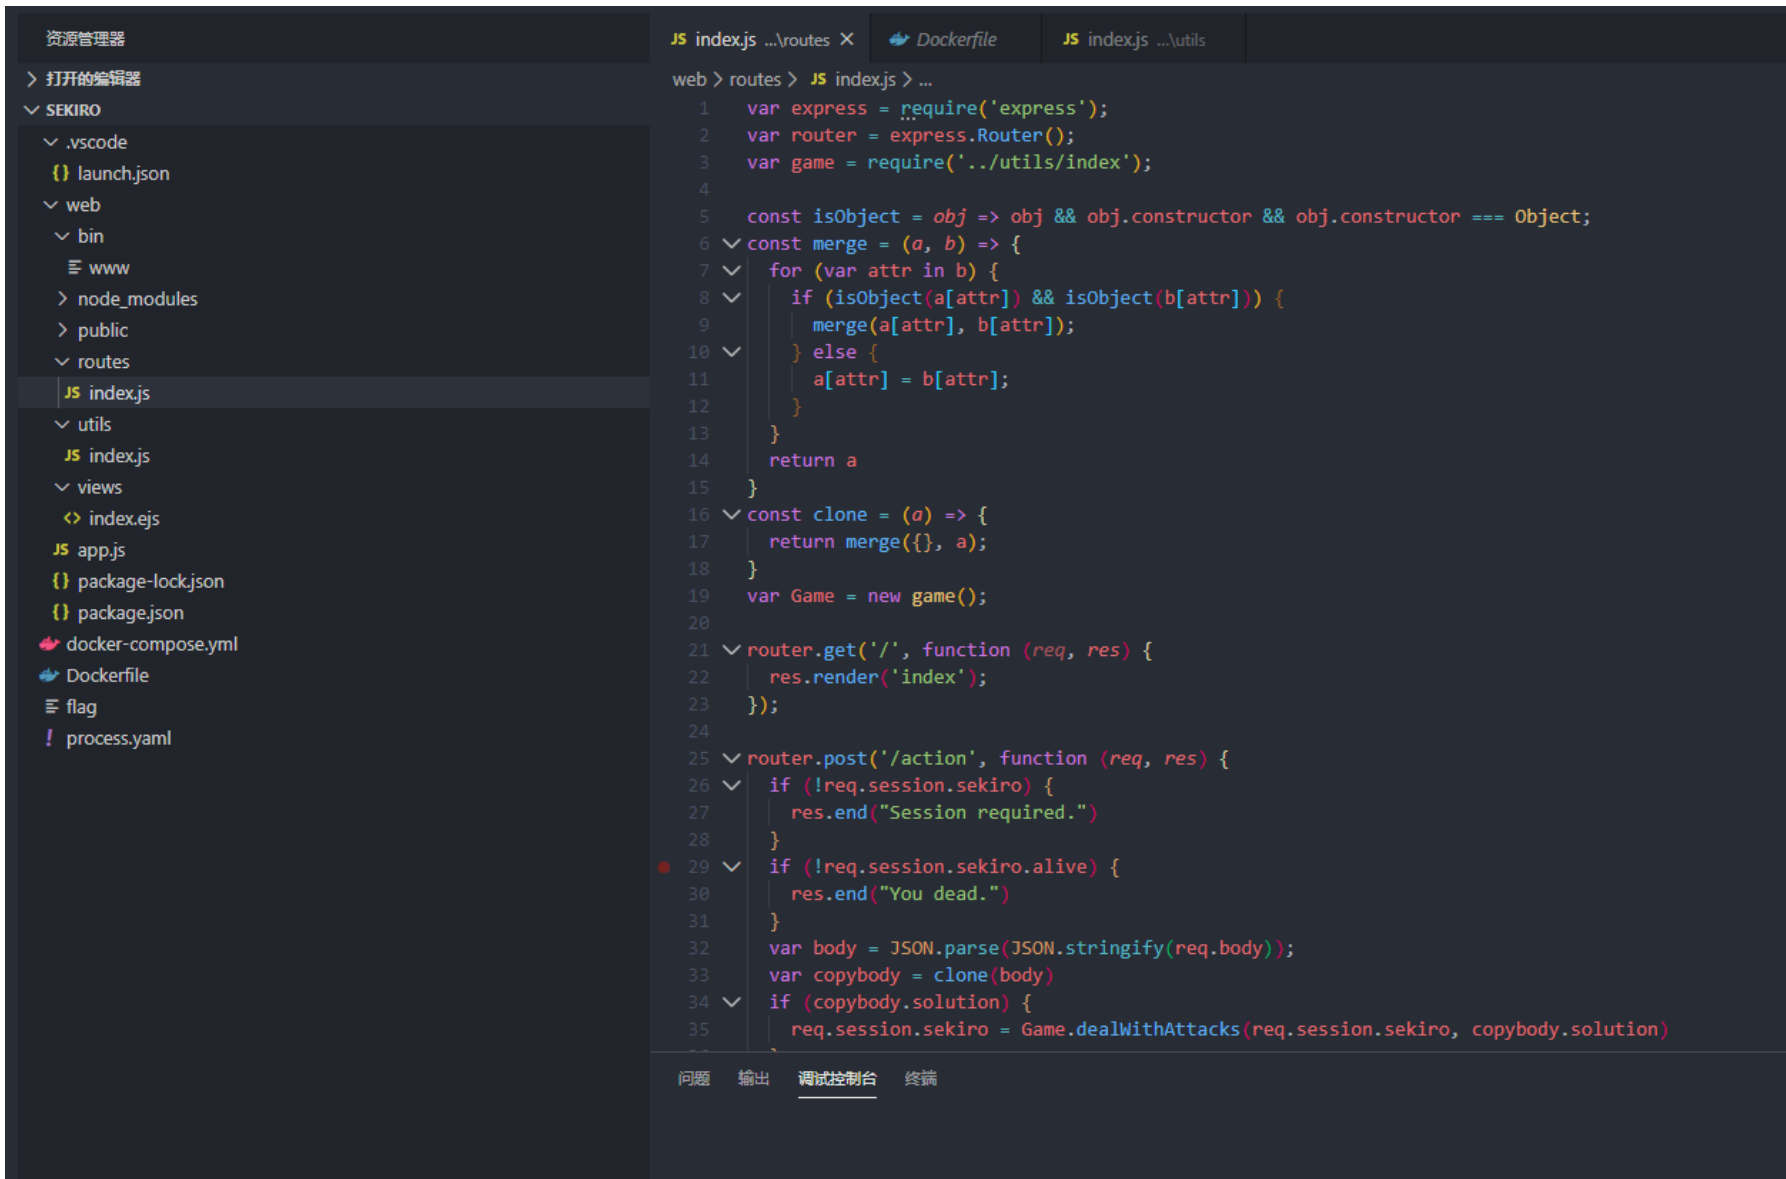 资源管理器
打开的编辑器
SEKIRO
.vscode
{} launch.json
web
bin
www
node_modules
public
routes
JS index.js
utils
JS index.js
views
<> index.ejs
JS app.js
{} package-lock.json
{} package.json
docker-compose.yml
Dockerfile
flag
! process.yaml
JS index.js ...\routes × Dockerfile JS index.js ...\utils
web > routes > JS index.js > ...
1 var express = require('express');
2 var router = express.Router();
3 var game = require('../utils/index');
4
5 const isObject = obj => obj && obj.constructor && obj.constructor === Object;
6 const merge = (a, b) => {
7 for (var attr in b) {
8 if (isObject(a[attr]) && isObject(b[attr])) {
9 merge(a[attr], b[attr]);
10 } else {
11 a[attr] = b[attr];
12 }
13 }
14 return a
15 }
16 const clone = (a) => {
17 return merge({}, a);
18 }
19 var Game = new game();
20
21 router.get('/', function (req, res) {
22 res.render('index');
23 });
24
25 router.post('/action', function (req, res) {
26 if (!req.session.sekiro) {
27 res.end("Session required.")
28 }
29 if (!req.session.sekiro.alive) {
30 res.end("You dead.")
31 }
32 var body = JSON.parse(JSON.stringify(req.body));
33 var copybody = clone(body)
34 if (copybody.solution) {
35 req.session.sekiro = Game.dealWithAttacks(req.session.sekiro, copybody.solution)
问题 输出 调试控制台 终端